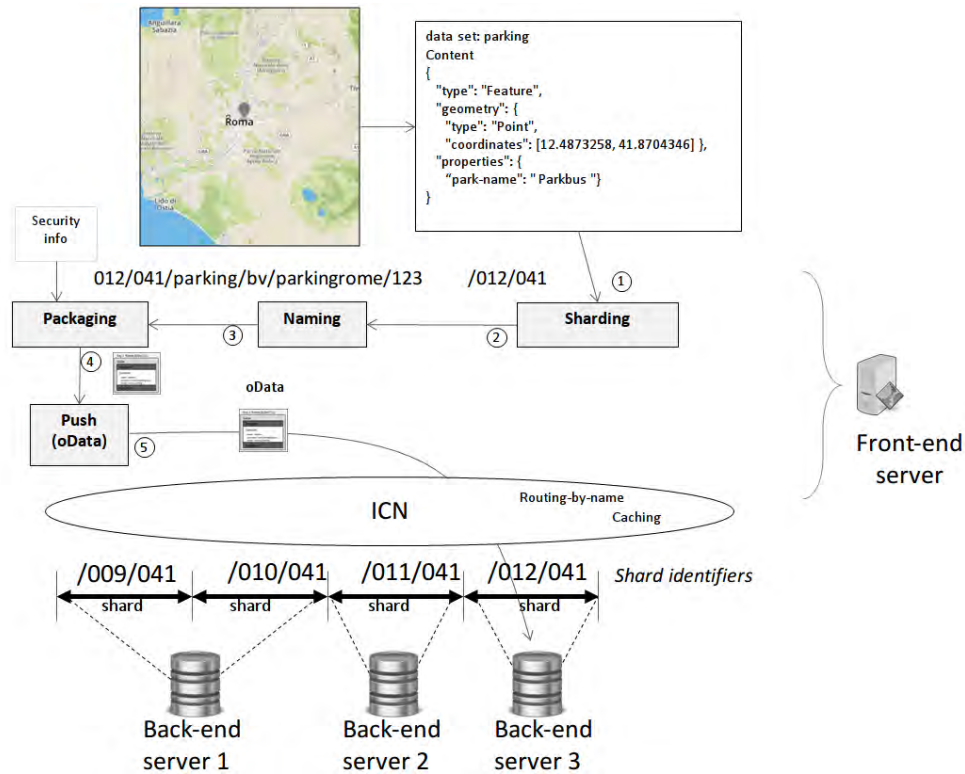 Anguillara
Sabazia
Roma
Lido di
Ostia
data set: parking
Content
{
"type": "Feature",
"geometry": {
"type": "Point",
"coordinates": [12.4873258, 41.8704346] },
"properties": {
"park-name": " Parkbus "}
}
Security
info
012/041/parking/bv/parkingrome/123
/012/041
1
Packaging
Naming
Sharding
3
2
4
oData
Push
(oData)
5
Front-end
server
ICN
Routing-by-name
Caching
/009/041
/010/041
/011/041
/012/041
Shard identifiers
shard
shard
shard
shard
Back-end
server 1
Back-end
server 2
Back-end
server 3